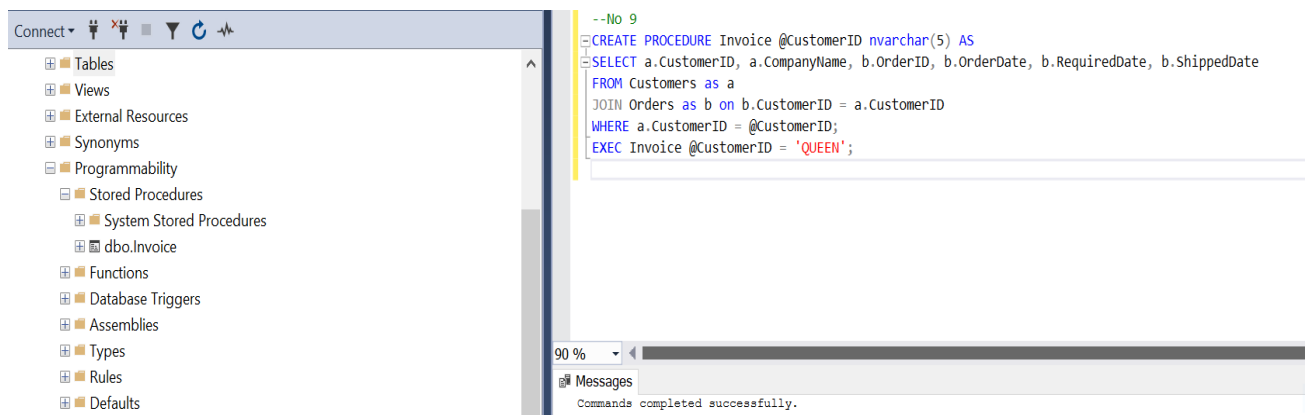 Connect
Tables
Views
External Resources
Synonyms
Programmability
Stored Procedures
System Stored Procedures
dbo.Invoice
Functions
Database Triggers
Assemblies
Types
Rules
Defaults
--No 9
CREATE PROCEDURE Invoice @CustomerID nvarchar(5) AS
SELECT a.CustomerID, a.CompanyName, b.OrderID, b.OrderDate, b.RequiredDate, b.ShippedDate
FROM Customers as a
JOIN Orders as b on b.CustomerID = a.CustomerID
WHERE a.CustomerID = @CustomerID;
EXEC Invoice @CustomerID = 'QUEEN';
90 %
Messages
Commands completed successfully.